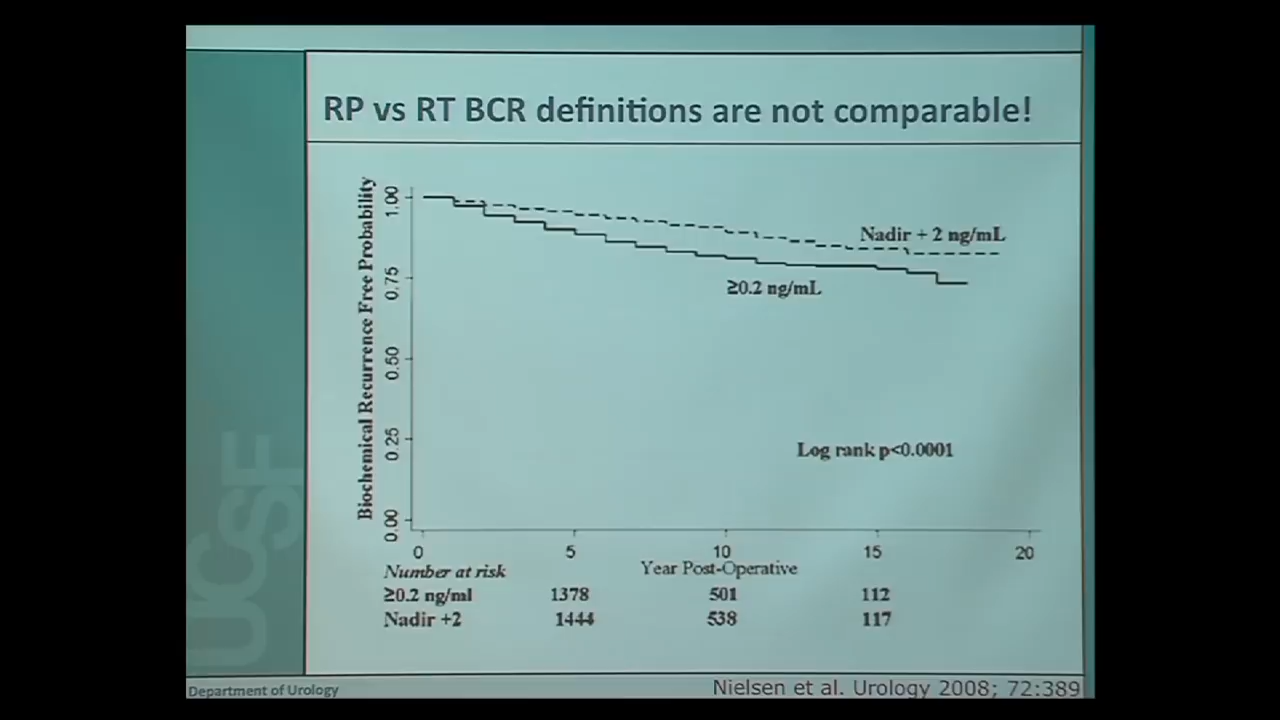 RP vs RT BCR definitions are not comparable!
Biochemical Recurrence Free Probability
1.00
0.75
0.50
0.25
0.00
Nadir + 2 ng/mL
≥0.2 ng/mL
Log rank p<0.0001
0 5 10 15 20
Year Post-Operative
Number at risk
≥0.2 ng/ml 1378 501 112
Nadir +2 1444 538 117
UCSF
Department of Urology
Nielsen et al. Urology 2008; 72:389